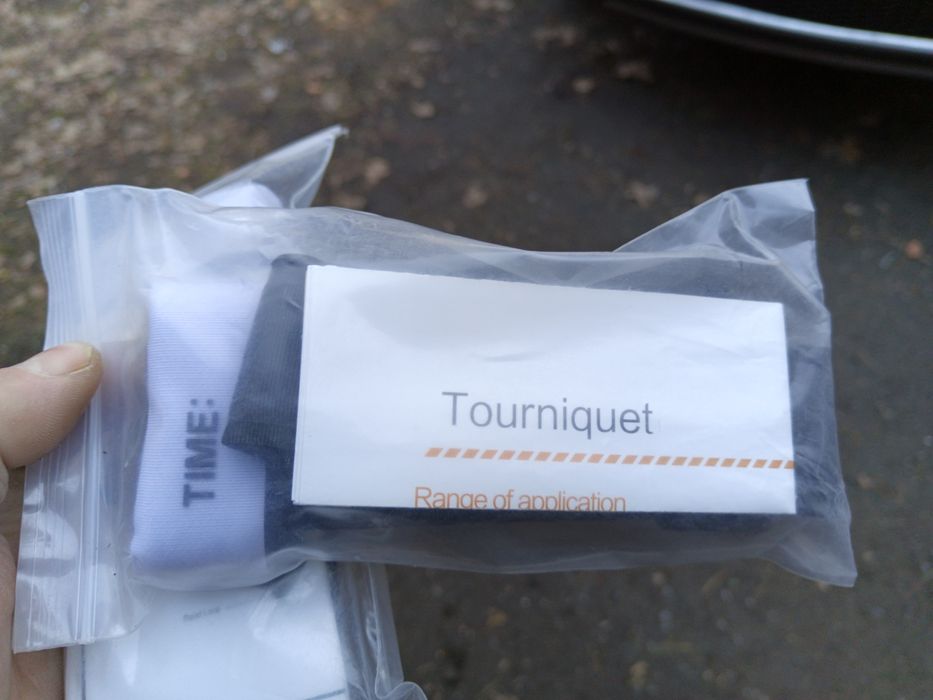 TIME:
Tourniquet
Range of application